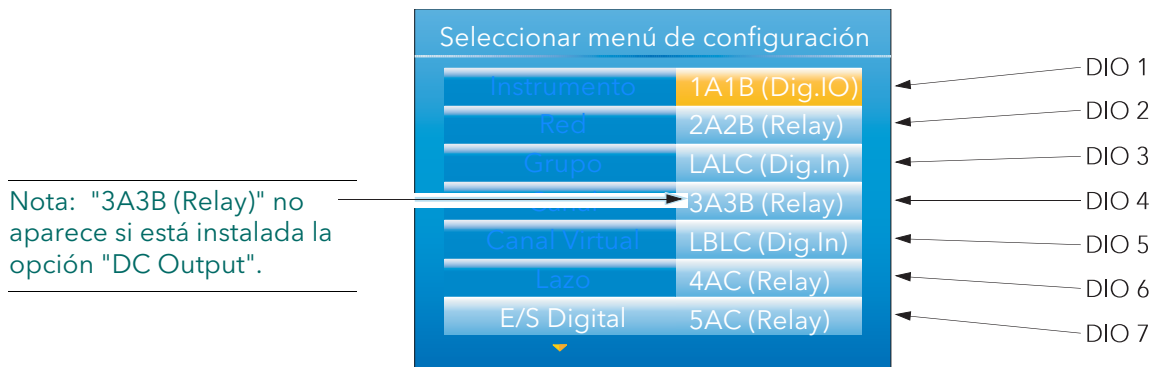 Seleccionar menú de configuración
Instrumento 1A1B (Dig.IO) DIO 1
Red 2A2B (Relay) DIO 2
Grupo LALC (Dig.In) DIO 3
3A3B (Relay) DIO 4
Canal Virtual LBLC (Dig.In) DIO 5
Lazo 4AC (Relay) DIO 6
E/S Digital 5AC (Relay) DIO 7
Nota: "3A3B (Relay)" no
aparece si está instalada la
opción "DC Output".